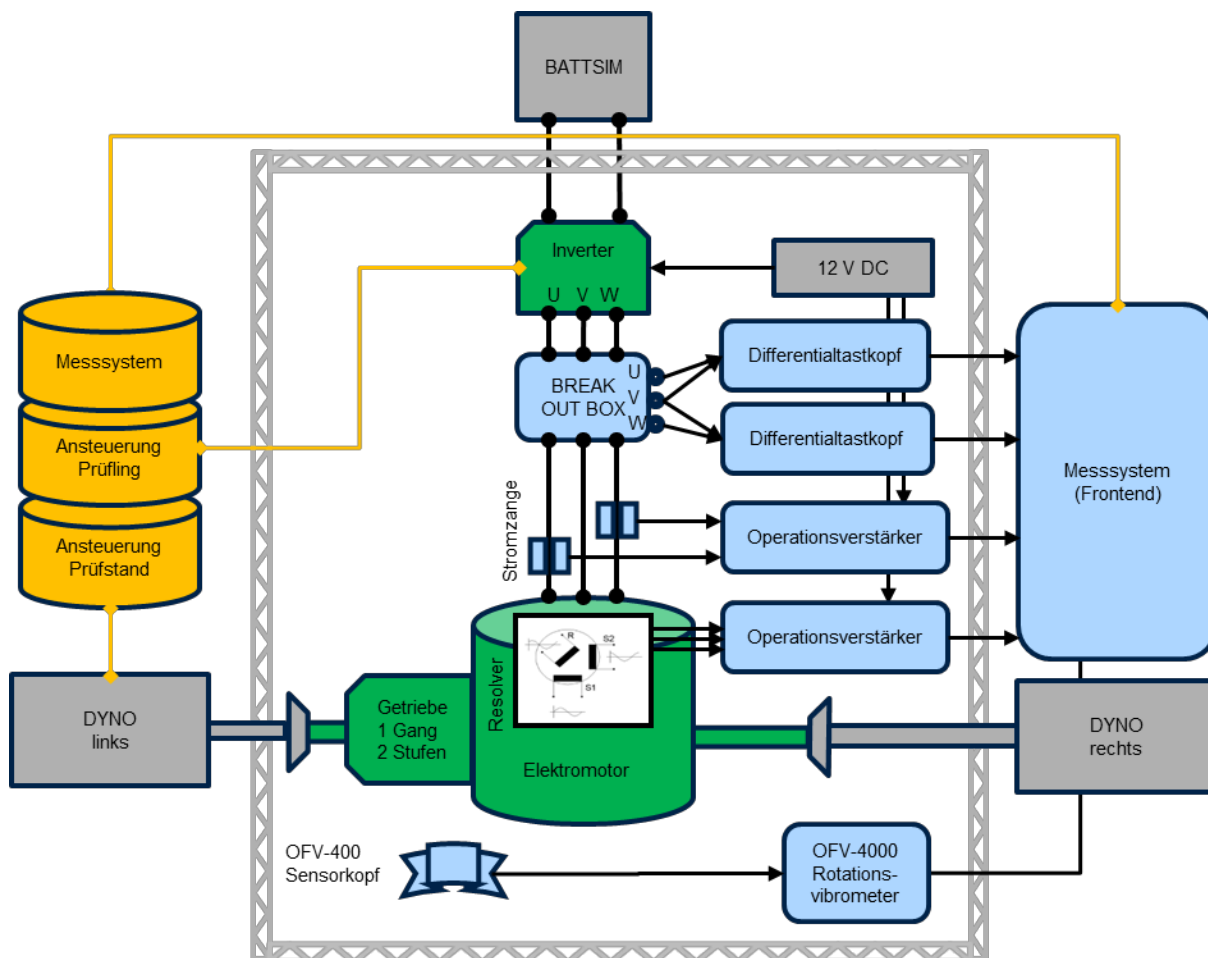 BATTSIM
Inverter
U V W
12 V DC
Messsystem
Ansteuerung
Prüfling
Ansteuerung
Prüfstand
BREAK
OUT BOX
U
V
W
Differentialtastkopf
Differentialtastkopf
Messsystem
(Frontend)
Stromzange
Operationsverstärker
Operationsverstärker
Resolver
R
S2
S1
DYNO
links
Getriebe
1 Gang
2 Stufen
Elektromotor
DYNO
rechts
OFV-400
Sensorkopf
OFV-4000
Rotations-
vibrometer